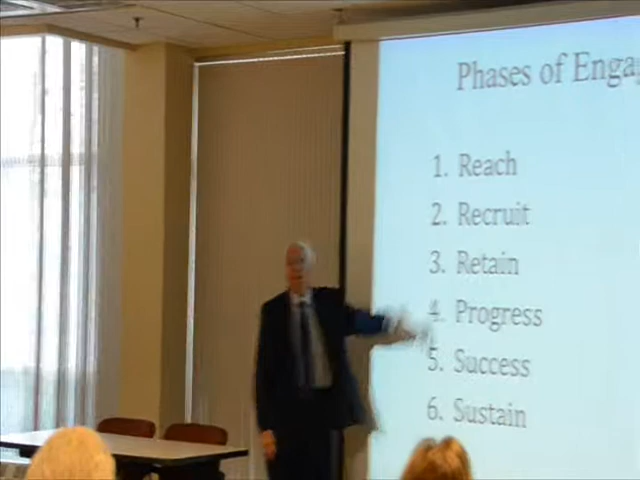 Phases of Enga
1. Reach
2. Recruit
3. Retain
4. Progress
5. Success
6. Sustain